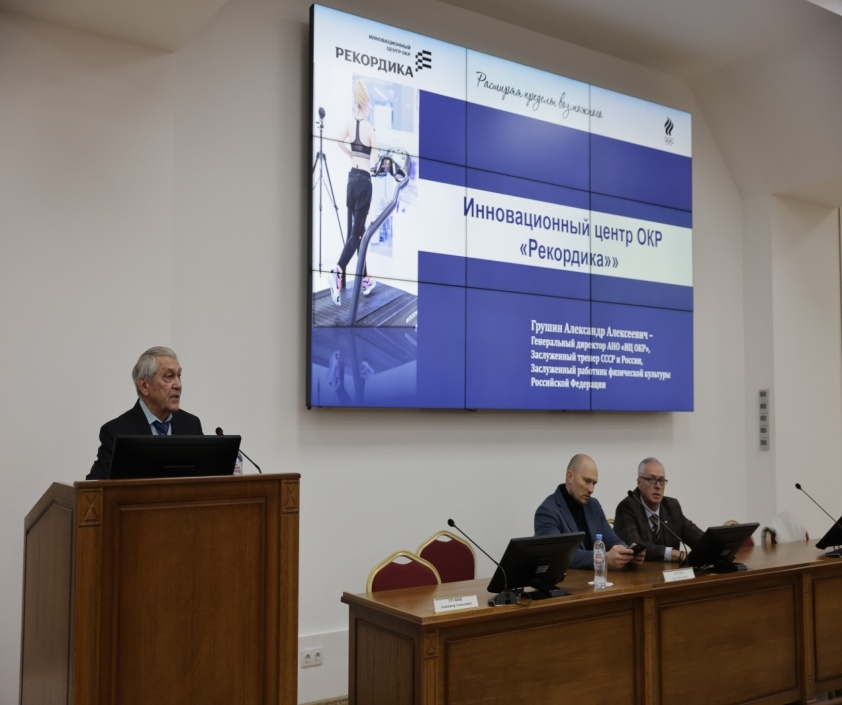 ИННОВАЦИОННЫЙ
ЦЕНТР ОКР
РЕКОРДИКА
Расширяя пределы возможного
Инновационный центр ОКР
«Рекордика»»
Грушин Александр Алексеевич –
Генеральный директор АНО «ИЦ ОКР»,
Заслуженный тренер СССР и России,
Заслуженный работник физической культуры
Российской Федерации